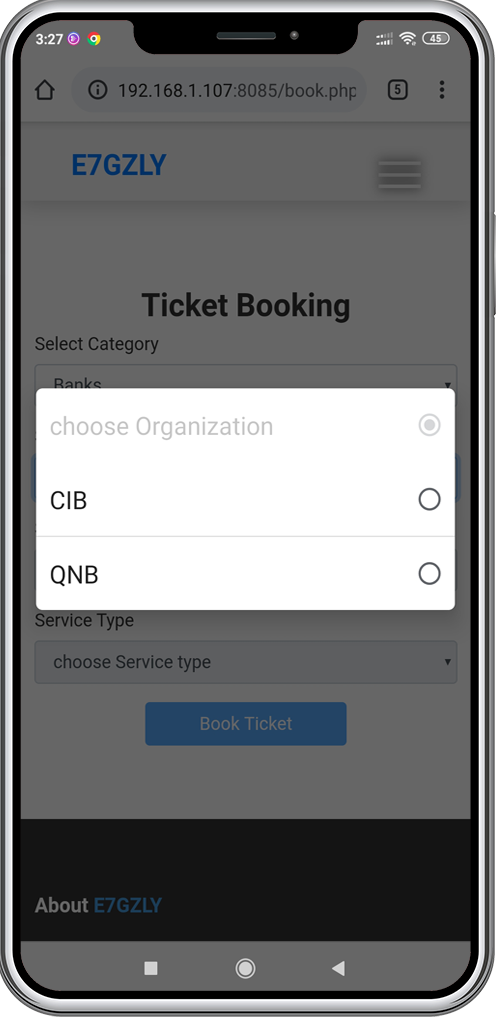 3:27
45
192.168.1.107:8085/book.php
5
E7GZLY
Ticket Booking
Select Category
Banks
choose Organization
CIB
QNB
Service Type
choose Service type
Book Ticket
About E7GZLY